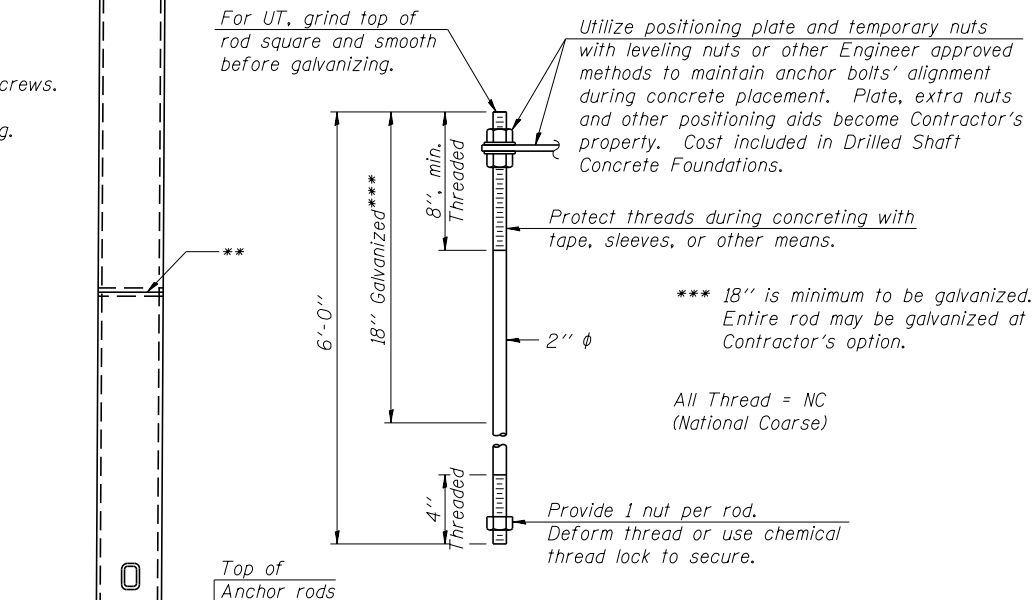 crews.
g.
For UT, grind top of
rod square and smooth
before galvanizing.
Utilize positioning plate and temporary nuts
with leveling nuts or other Engineer approved
methods to maintain anchor bolts' alignment
during concrete placement. Plate, extra nuts
and other positioning aids become Contractor's
property. Cost included in Drilled Shaft
Concrete Foundations.
8'', min.
Threaded
18'' Galvanized***
6'-0''
Protect threads during concreting with
tape, sleeves, or other means.
**
*** 18'' is minimum to be galvanized.
Entire rod may be galvanized at
Contractor's option.
2'' ϕ
All Thread = NC
(National Coarse)
4''
Threaded
Provide 1 nut per rod.
Deform thread or use chemical
thread lock to secure.
Top of
Anchor rods